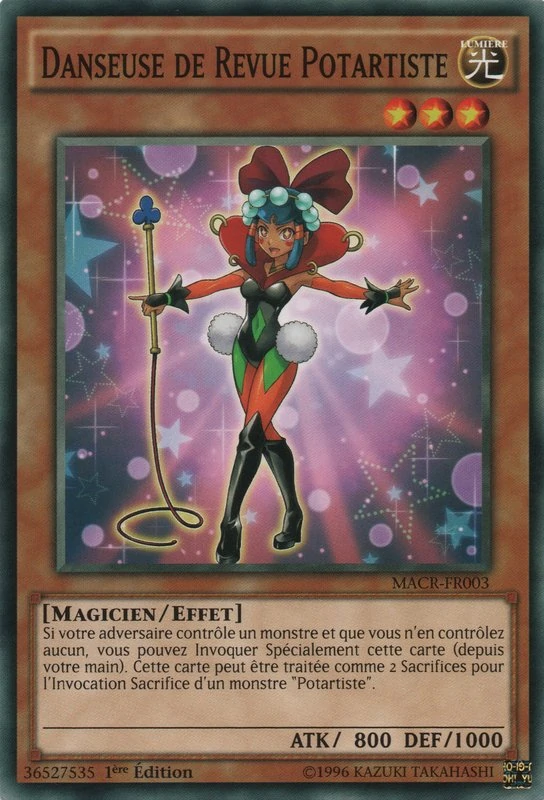 DANSEUSE DE REVUE POTARTISTE
LUMIÈRE
光
MACR-FR003
[MAGICIEN/EFFET]
Si votre adversaire contrôle un monstre et que vous n'en contrôlez
aucun, vous pouvez Invoquer Spécialement cette carte (depuis
votre main). Cette carte peut être traitée comme 2 Sacrifices pour
l'Invocation Sacrifice d'un monstre "Potartiste".
ATK/ 800 DEF/1000
36527535 1ère Édition ©1996 KAZUKI TAKAHASHI